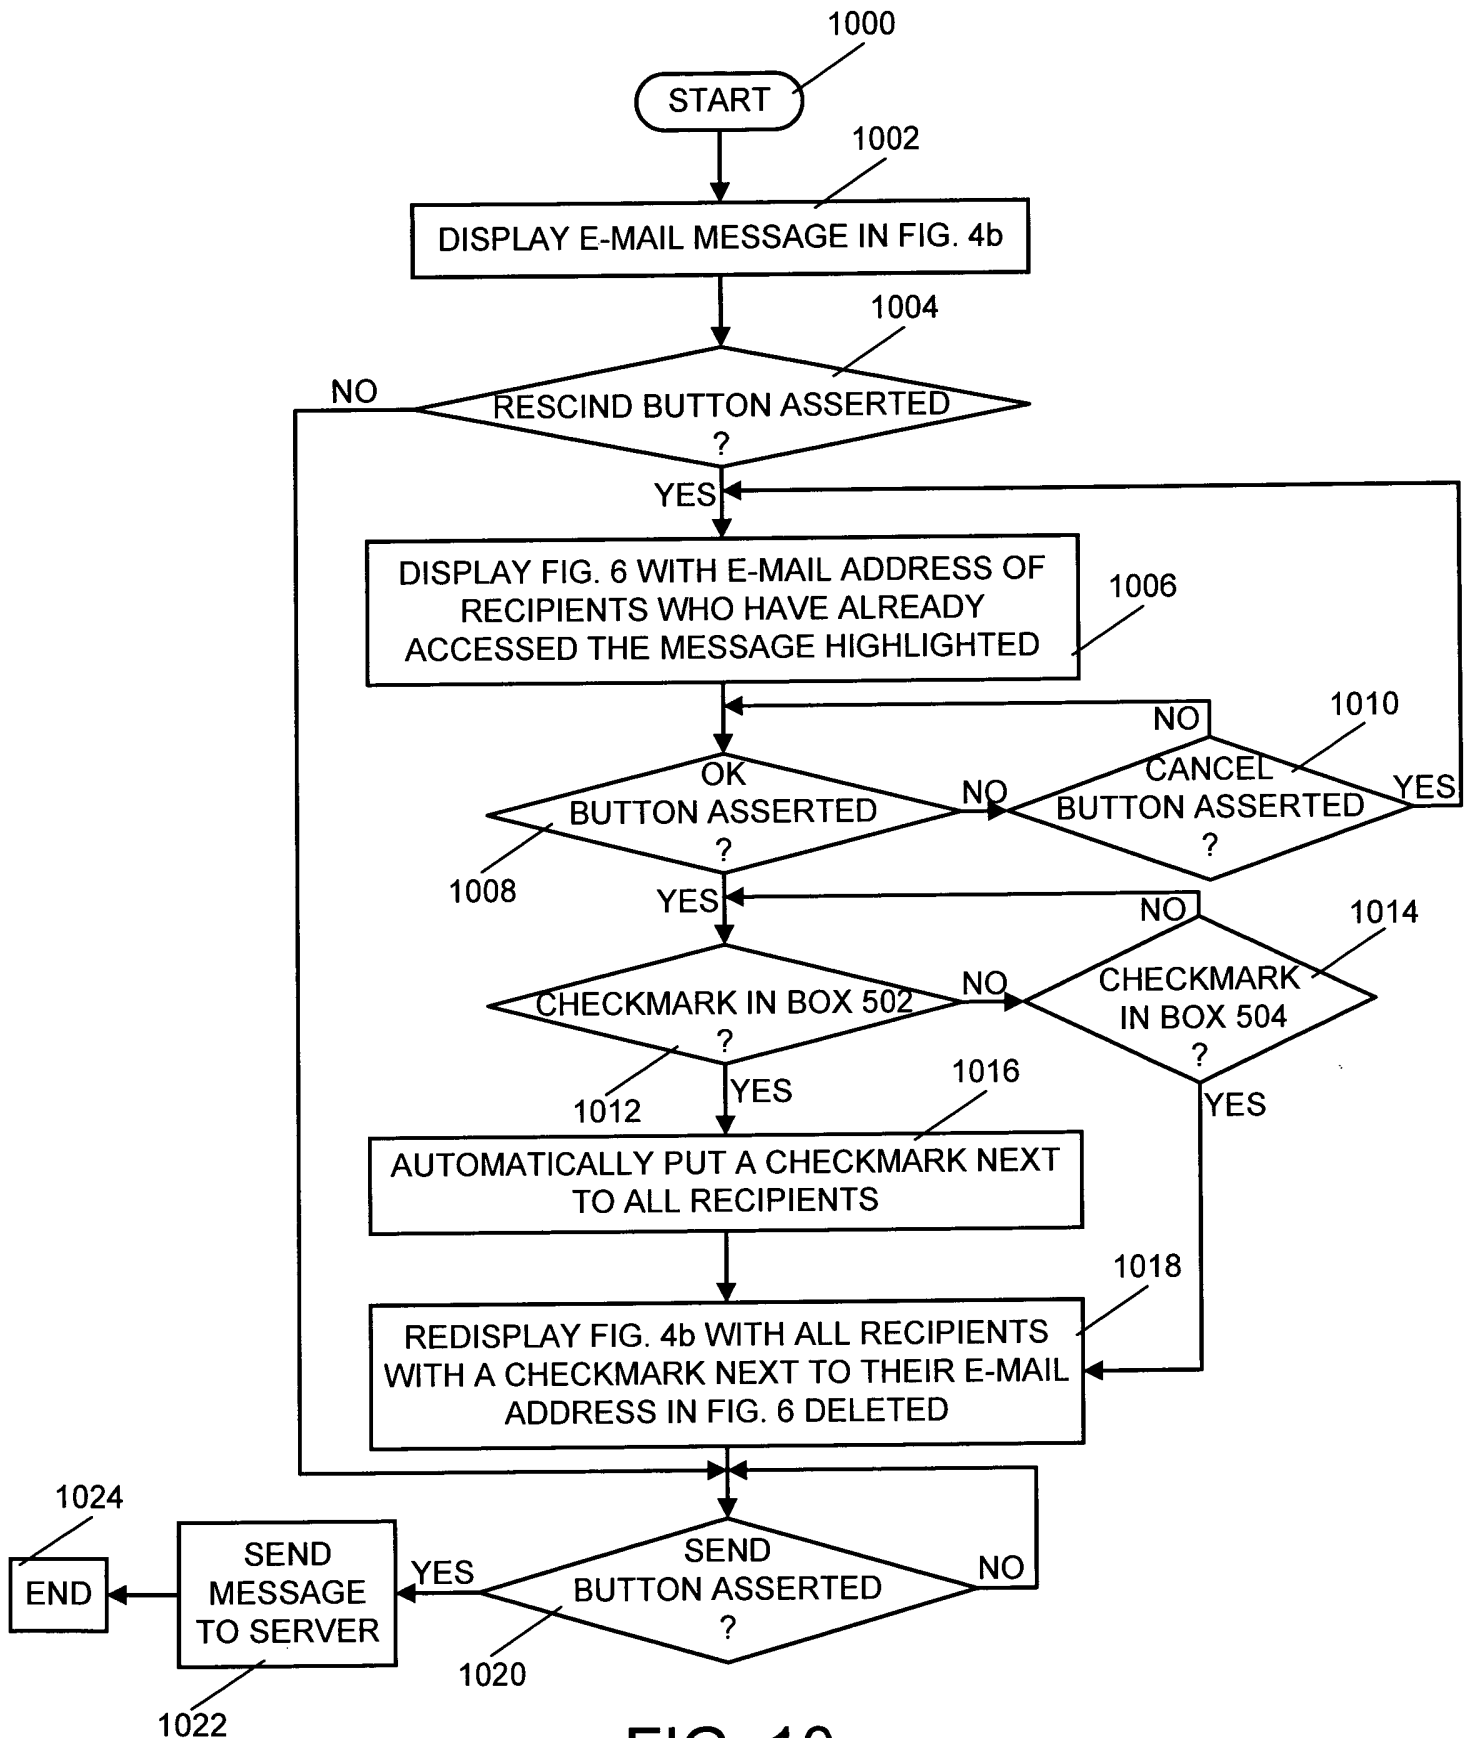 1000
START
1002
DISPLAY E-MAIL MESSAGE IN FIG. 4b
1004
NO
RESCIND BUTTON ASSERTED
?
YES
DISPLAY FIG. 6 WITH E-MAIL ADDRESS OF
RECIPIENTS WHO HAVE ALREADY
ACCESSED THE MESSAGE HIGHLIGHTED
1006
NO
1010
OK
BUTTON ASSERTED
?
NO
CANCEL
BUTTON ASSERTED
?
YES
1008
YES
NO
1014
CHECKMARK IN BOX 502
?
NO
CHECKMARK
IN BOX 504
?
1012
YES
1016
YES
AUTOMATICALLY PUT A CHECKMARK NEXT
TO ALL RECIPIENTS
1018
REDISPLAY FIG. 4b WITH ALL RECIPIENTS
WITH A CHECKMARK NEXT TO THEIR E-MAIL
ADDRESS IN FIG. 6 DELETED
1024
END
SEND
MESSAGE
TO SERVER
YES
SEND
BUTTON ASSERTED
?
NO
1020
1022